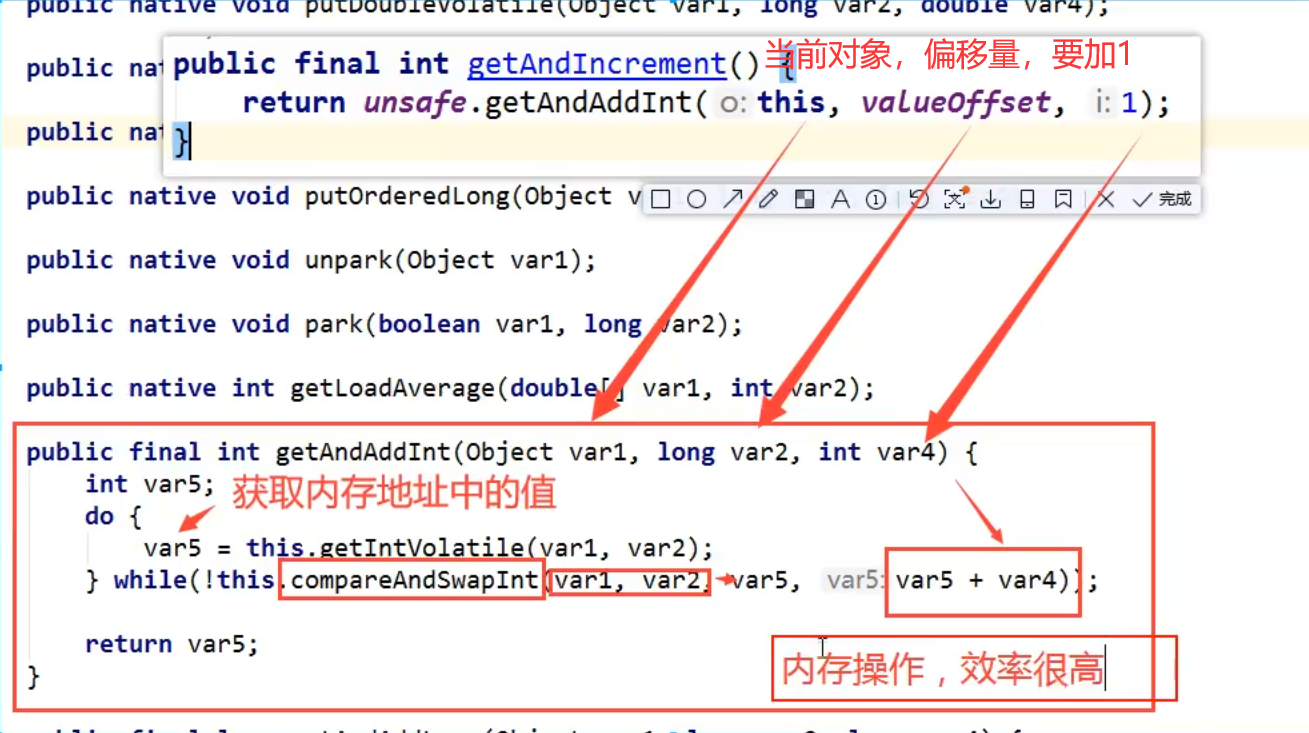 public native void putDoubleVolatile(Object var1, long var2, double var4);
public nat
public final int getAndIncrement() {
当前对象，偏移量，要加1
return unsafe.getAndAddInt( o: this, valueOffset, i: 1);
public nat
}
public native void putOrderedLong(Object v
A ① 完成
public native void unpark(Object var1);
public native void park(boolean var1, long var2);
public native int getLoadAverage(double[] var1, int var2);
public final int getAndAddInt(Object var1, long var2, int var4) {
int var5;
获取内存地址中的值
do {
var5 = this.getIntVolatile(var1, var2);
} while(!this.compareAndSwapInt(var1, var2, var5, var5: var5 + var4));
return var5;
内存操作，效率很高
}